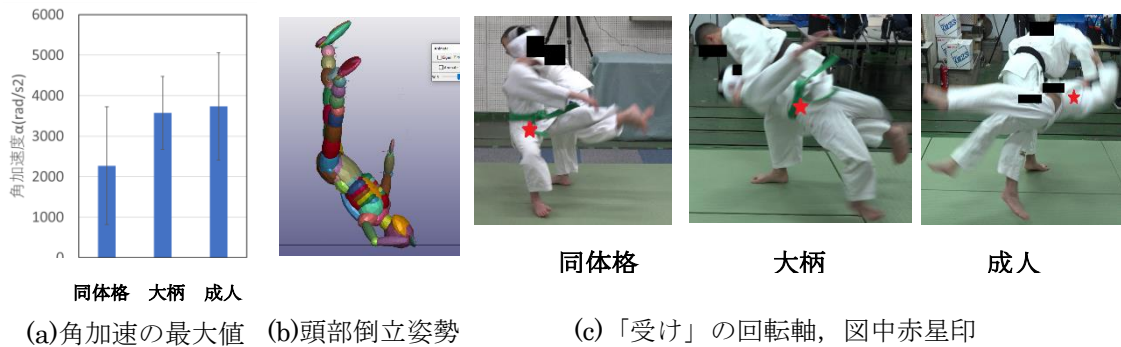 6000
5000
4000
3000
2000
1000
0
角加速度α(rad/s2)
同体格 大柄 成人
(a)角加速の最大値
(b)頭部倒立姿勢
同体格
大柄
成人
(c)「受け」の回転軸，図中赤星印